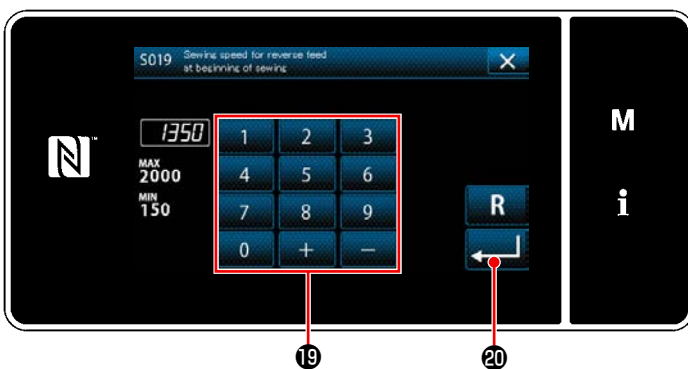 S019 Sewing speed for reverse feed
at beginning of sewing
1350
MAX
2000
MIN
150
1 2 3
4 5 6
7 8 9
0 + −
R
M
i
N™
⓳ ⓴